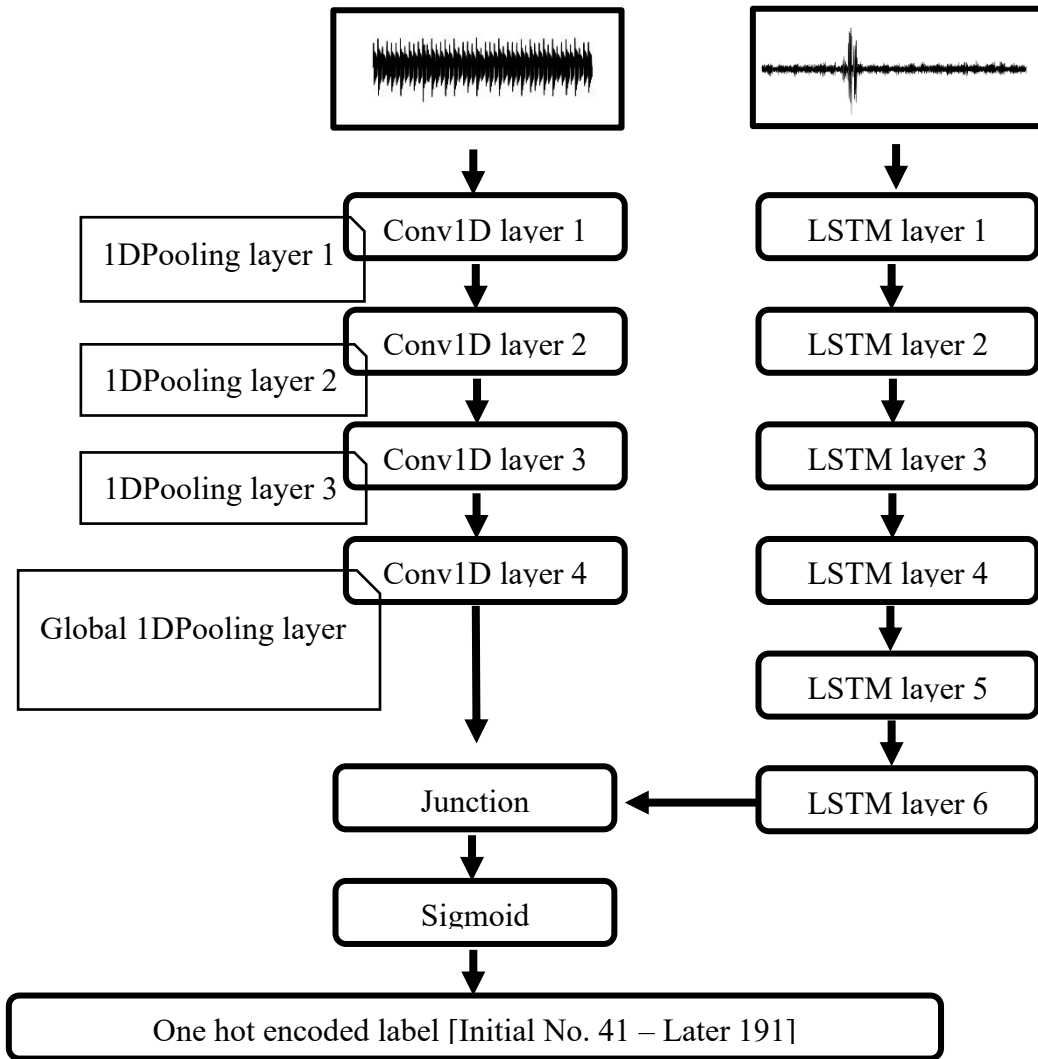 Conv1D layer 1
LSTM layer 1
1DPooling layer 1
Conv1D layer 2
LSTM layer 2
1DPooling layer 2
Conv1D layer 3
LSTM layer 3
1DPooling layer 3
Conv1D layer 4
LSTM layer 4
Global 1DPooling layer
LSTM layer 5
Junction
LSTM layer 6
Sigmoid
One hot encoded label [Initial No. 41 – Later 191]